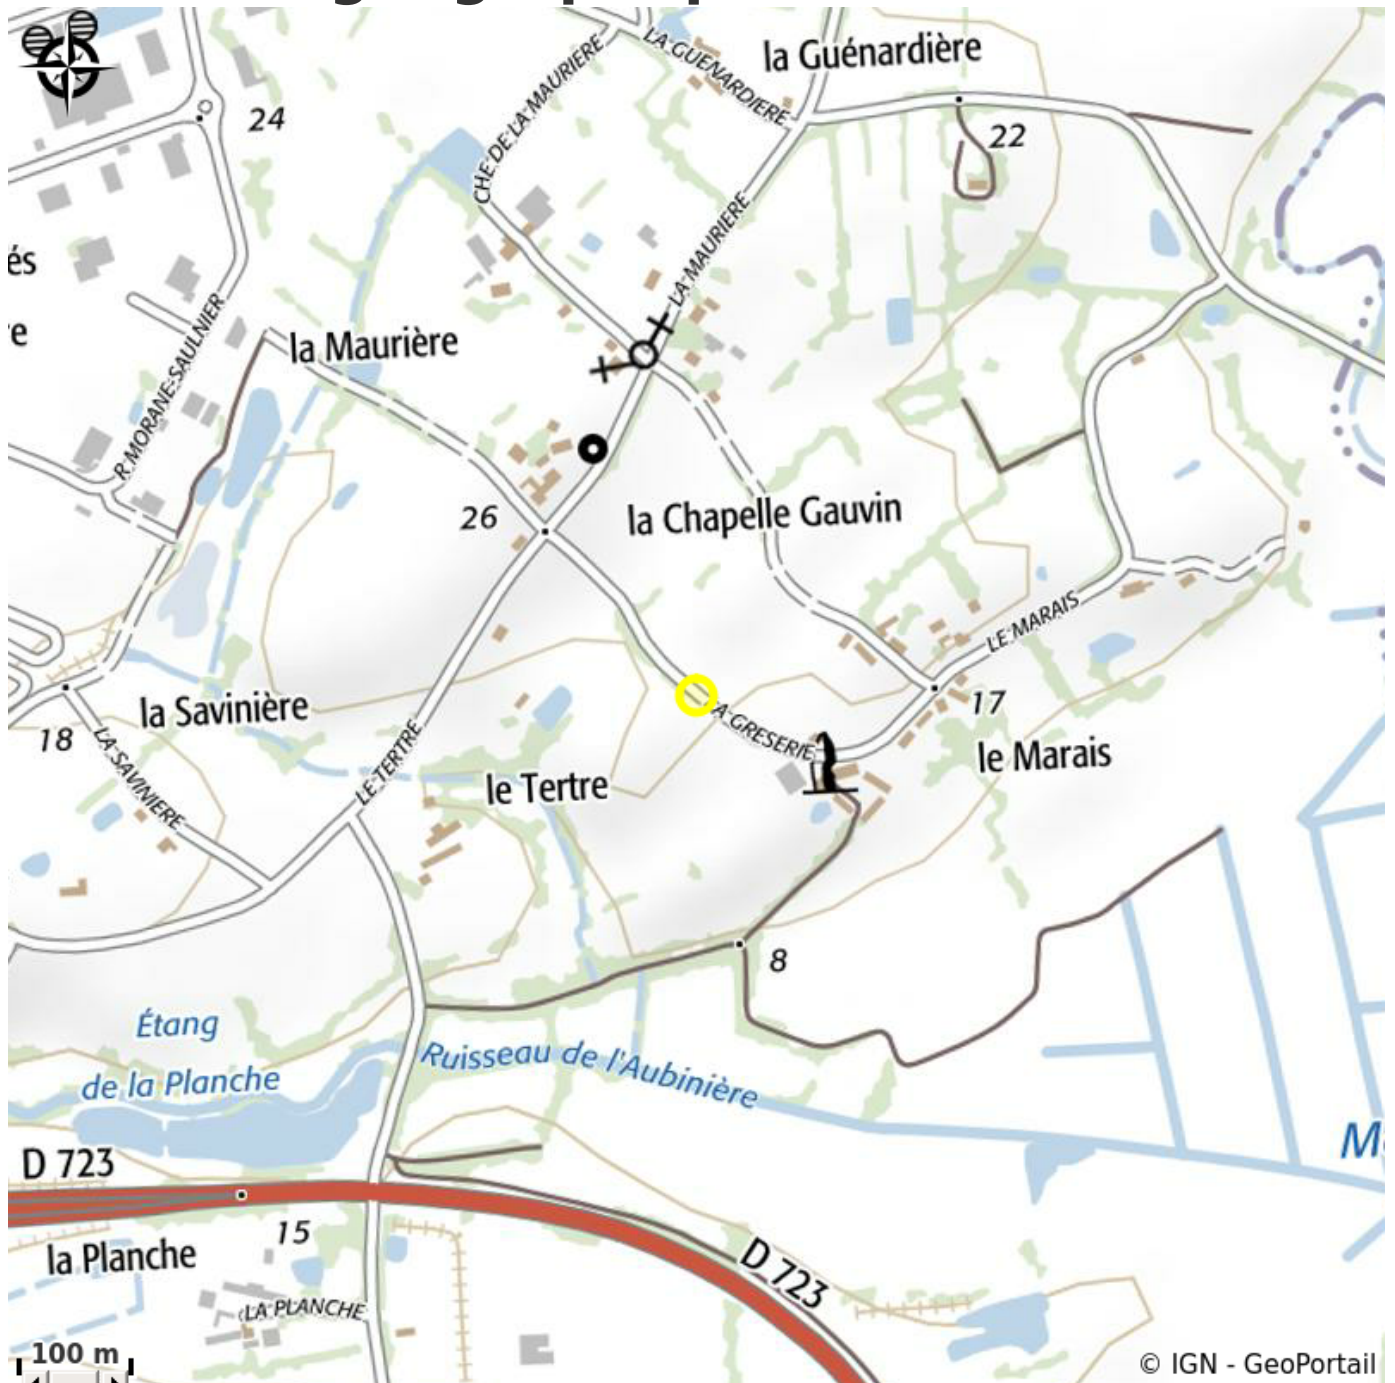 LA GUENARDIERE
la Guénardière
CHE DE LA MAURIERE
24
22
LA MAURIERE
és
re
R MORANE-SAULNIER
la Maurière
26
la Chapelle Gauvin
LE MARAIS
la Savinière
17
18
LA SAVINIERE
LE TERTRE
A GRESERIE
le Marais
le Tertre
8
Étang
de la Planche
Ruisseau de l'Aubinière
D 723
15
la Planche
D 723
LA PLANCHE
100 m
© IGN - GeoPortail